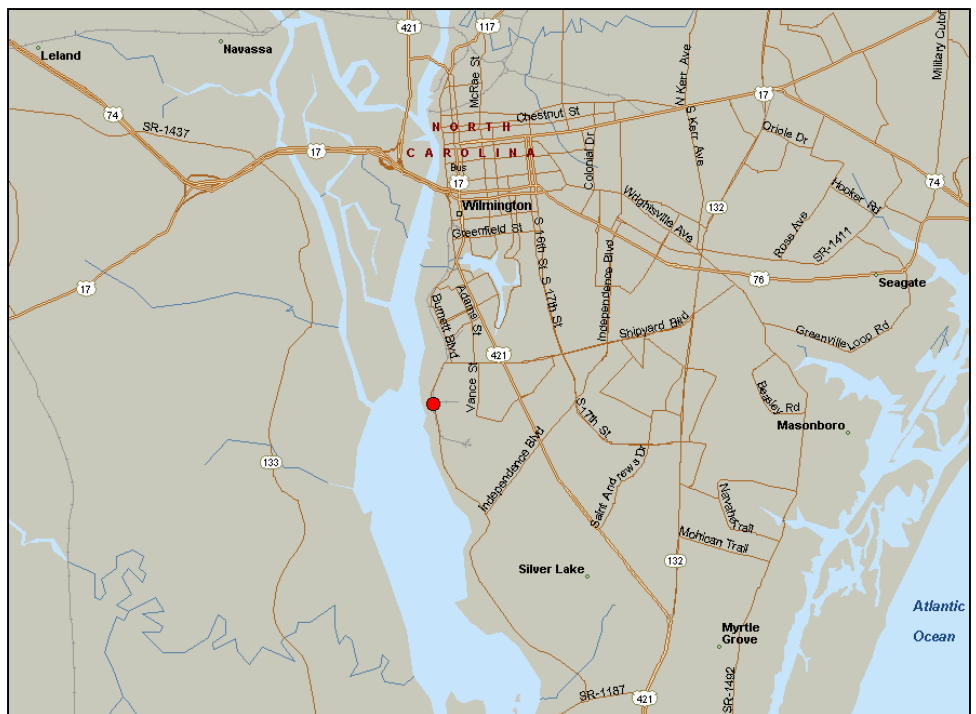 421
117
Leland
Navassa
McRae St
N Kerr Ave
Military Cutof
17
74
SR-1437
Chestnut St
NORTH
S Kerr Ave
Oriole Dr
17
CAROLINA
Bus
17
Colonial Dr
Wrightsville Ave
132
Hooker Rd
74
Wilmington
Greenfield St
S 16th St
Ross Ave
SR-1411
17
76
Seagate
Burnett Blvd
Adams St
S 17th St
Independence Blvd
Shipyard Blvd
Greenville Loop Rd
421
Vance St
Beasley Rd
S 17th St
Masonboro
133
Independence Blvd
Saint Andrews Dr
Navaho Trail
Mohican Trail
132
Silver Lake
Atlantic
Ocean
Myrtle
Grove
SR-1187
421
SR-1492